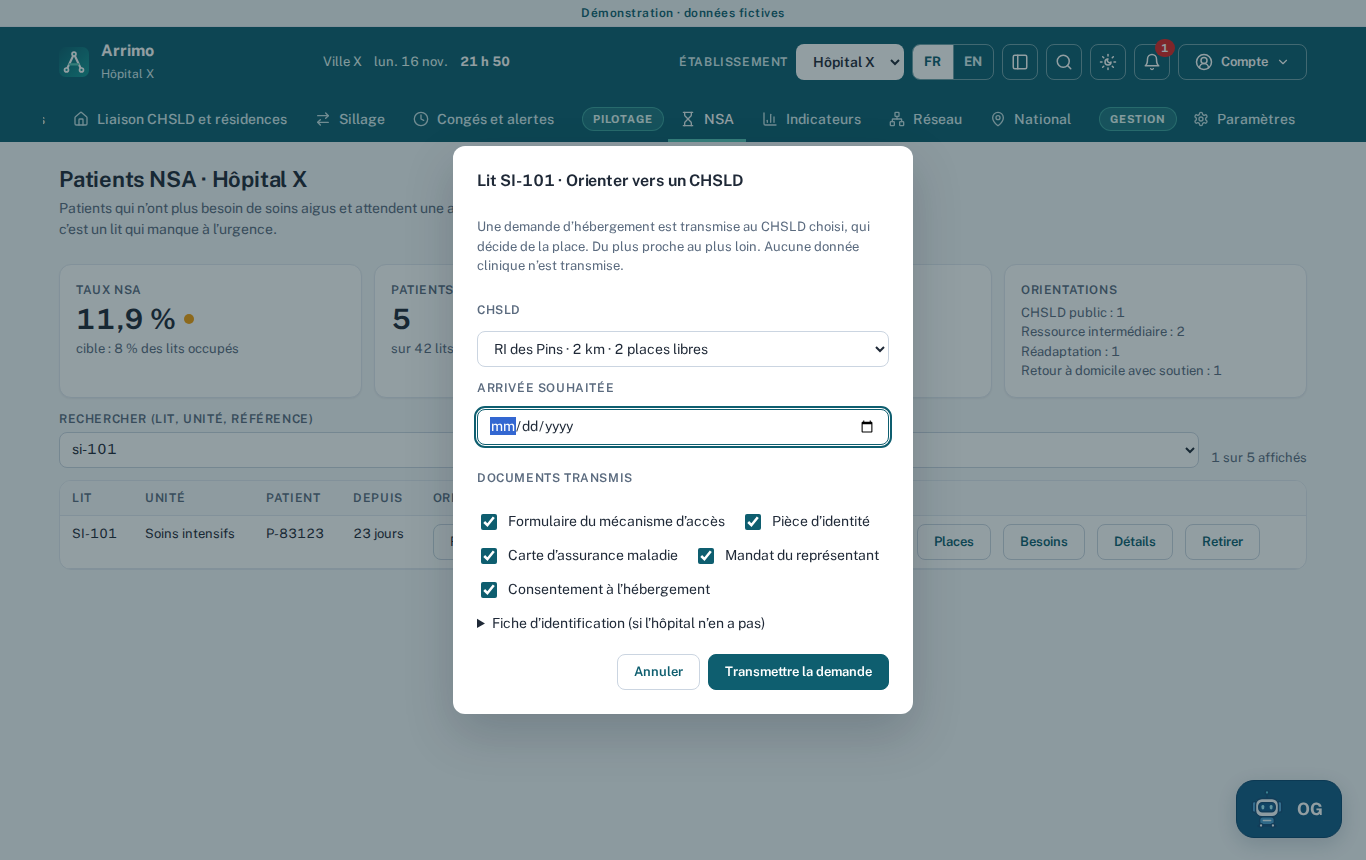 Démonstration · données fictives
Arrimo
Hôpital X
Ville X lun. 16 nov. 21 h 50
ÉTABLISSEMENT Hôpital X FR EN 1 Compte
Liaison CHSLD et résidences Sillage Congés et alertes PILOTAGE NSA Indicateurs Réseau National GESTION Paramètres
Patients NSA · Hôpital X
Patients qui n’ont plus besoin de soins aigus et attendent une
c’est un lit qui manque à l’urgence.
TAUX NSA
11,9 %
cible : 8 % des lits occupés
PATIENTS
5
sur 42 lits
ORIENTATIONS
CHSLD public : 1
Ressource intermédiaire : 2
Réadaptation : 1
Retour à domicile avec soutien : 1
RECHERCHER (LIT, UNITÉ, RÉFÉRENCE)
si-101
1 sur 5 affichés
LIT UNITÉ PATIENT DEPUIS
SI-101 Soins intensifs P-83123 23 jours
Places Besoins Détails Retirer
Lit SI-101 · Orienter vers un CHSLD
Une demande d’hébergement est transmise au CHSLD choisi, qui
décide de la place. Du plus proche au plus loin. Aucune donnée
clinique n’est transmise.
CHSLD
RI des Pins · 2 km · 2 places libres
ARRIVÉE SOUHAITÉE
mm/dd/yyyy
DOCUMENTS TRANSMIS
Formulaire du mécanisme d’accès Pièce d’identité
Carte d’assurance maladie Mandat du représentant
Consentement à l’hébergement
Fiche d’identification (si l’hôpital n’en a pas)
Annuler Transmettre la demande
OG